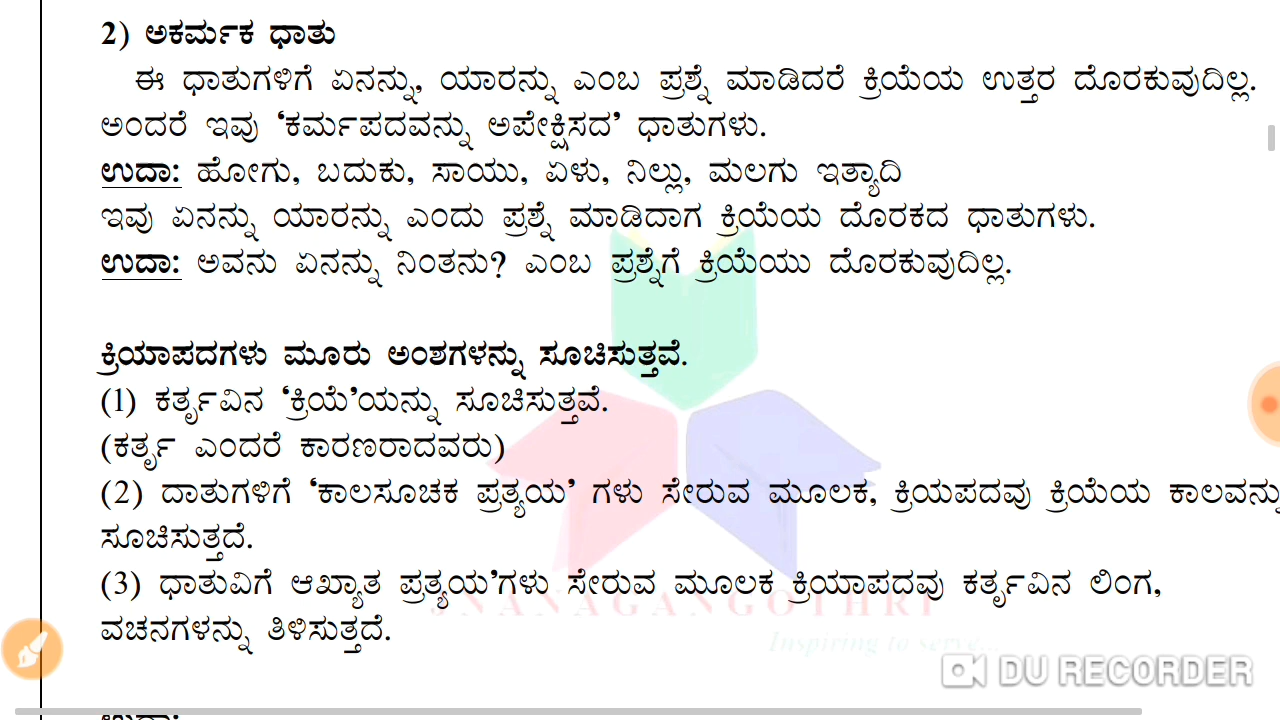 2) ಅಕರ್ಮಕ ಧಾತು
ಈ ಧಾತುಗಳಿಗೆ ಏನನ್ನು, ಯಾರನ್ನು ಎಂಬ ಪ್ರಶ್ನೆ ಮಾಡಿದರೆ ಕ್ರಿಯೆಯ ಉತ್ತರ ದೊರಕುವುದಿಲ್ಲ.
ಅಂದರೆ ಇವು ‘ಕರ್ಮಪದವನ್ನು ಅಪೇಕ್ಷಿಸದ’ ಧಾತುಗಳು.
ಉದಾ: ಹೋಗು, ಬದುಕು, ಸಾಯು, ಏಳು, ನಿಲ್ಲು, ಮಲಗು ಇತ್ಯಾದಿ
ಇವು ಏನನ್ನು ಯಾರನ್ನು ಎಂದು ಪ್ರಶ್ನೆ ಮಾಡಿದಾಗ ಕ್ರಿಯೆಯ ದೊರಕದ ಧಾತುಗಳು.
ಉದಾ: ಅವನು ಏನನ್ನು ನಿಂತನು? ಎಂಬ ಪ್ರಶ್ನೆಗೆ ಕ್ರಿಯೆಯು ದೊರಕುವುದಿಲ್ಲ.
ಕ್ರಿಯಾಪದಗಳು ಮೂರು ಅಂಶಗಳನ್ನು ಸೂಚಿಸುತ್ತವೆ.
(1) ಕರ್ತೃವಿನ ‘ಕ್ರಿಯೆ’ಯನ್ನು ಸೂಚಿಸುತ್ತವೆ.
(ಕರ್ತೃ ಎಂದರೆ ಕಾರಣರಾದವರು)
(2) ದಾತುಗಳಿಗೆ ‘ಕಾಲಸೂಚಕ ಪ್ರತ್ಯಯ’ ಗಳು ಸೇರುವ ಮೂಲಕ, ಕ್ರಿಯಪದವು ಕ್ರಿಯೆಯ ಕಾಲವನ್ನು
ಸೂಚಿಸುತ್ತದೆ.
(3) ಧಾತುವಿಗೆ ಆಖ್ಯಾತ ಪ್ರತ್ಯಯ’ಗಳು ಸೇರುವ ಮೂಲಕ ಕ್ರಿಯಾಪದವು ಕರ್ತೃವಿನ ಲಿಂಗ,
JNANAGANGOTHRI
ವಚನಗಳನ್ನು ತಿಳಿಸುತ್ತದೆ.
Inspiring to serve...
DU RECORDER
ಉದಾ: